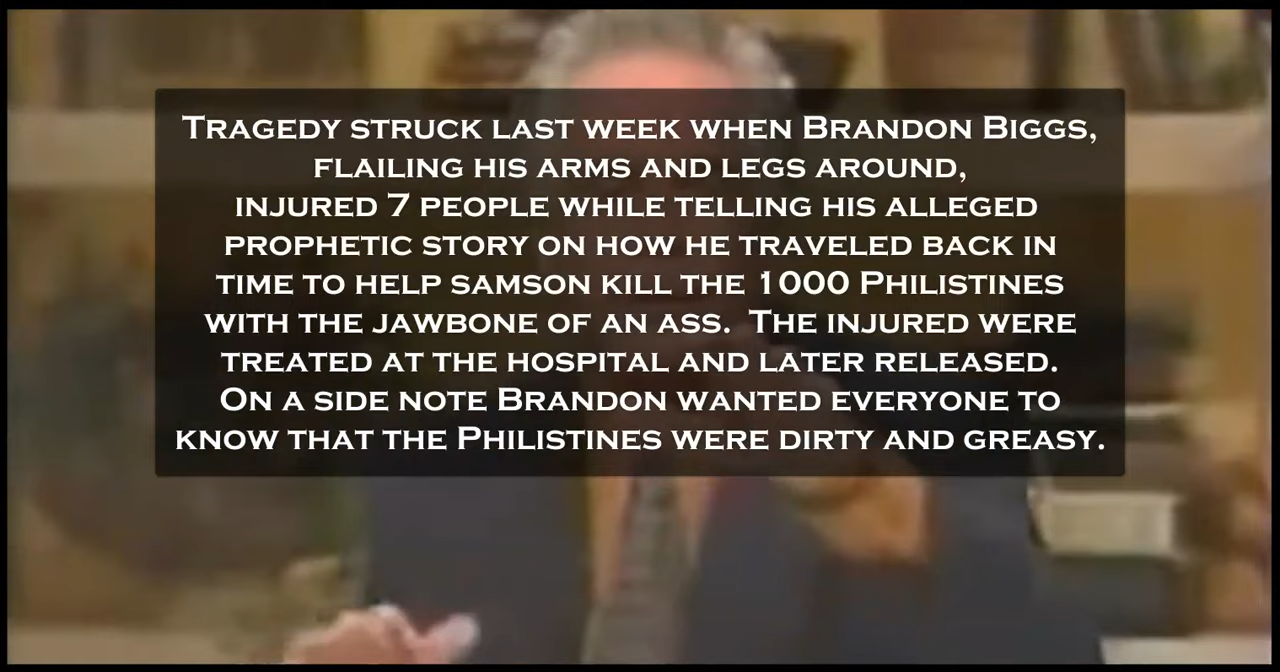 Tragedy struck last week when Brandon Biggs,
flailing his arms and legs around,
injured 7 people while telling his alleged
prophetic story on how he traveled back in
time to help samson kill the 1000 Philistines
with the jawbone of an ass.  The injured were
treated at the hospital and later released.
On a side note Brandon wanted everyone to
know that the Philistines were dirty and greasy.